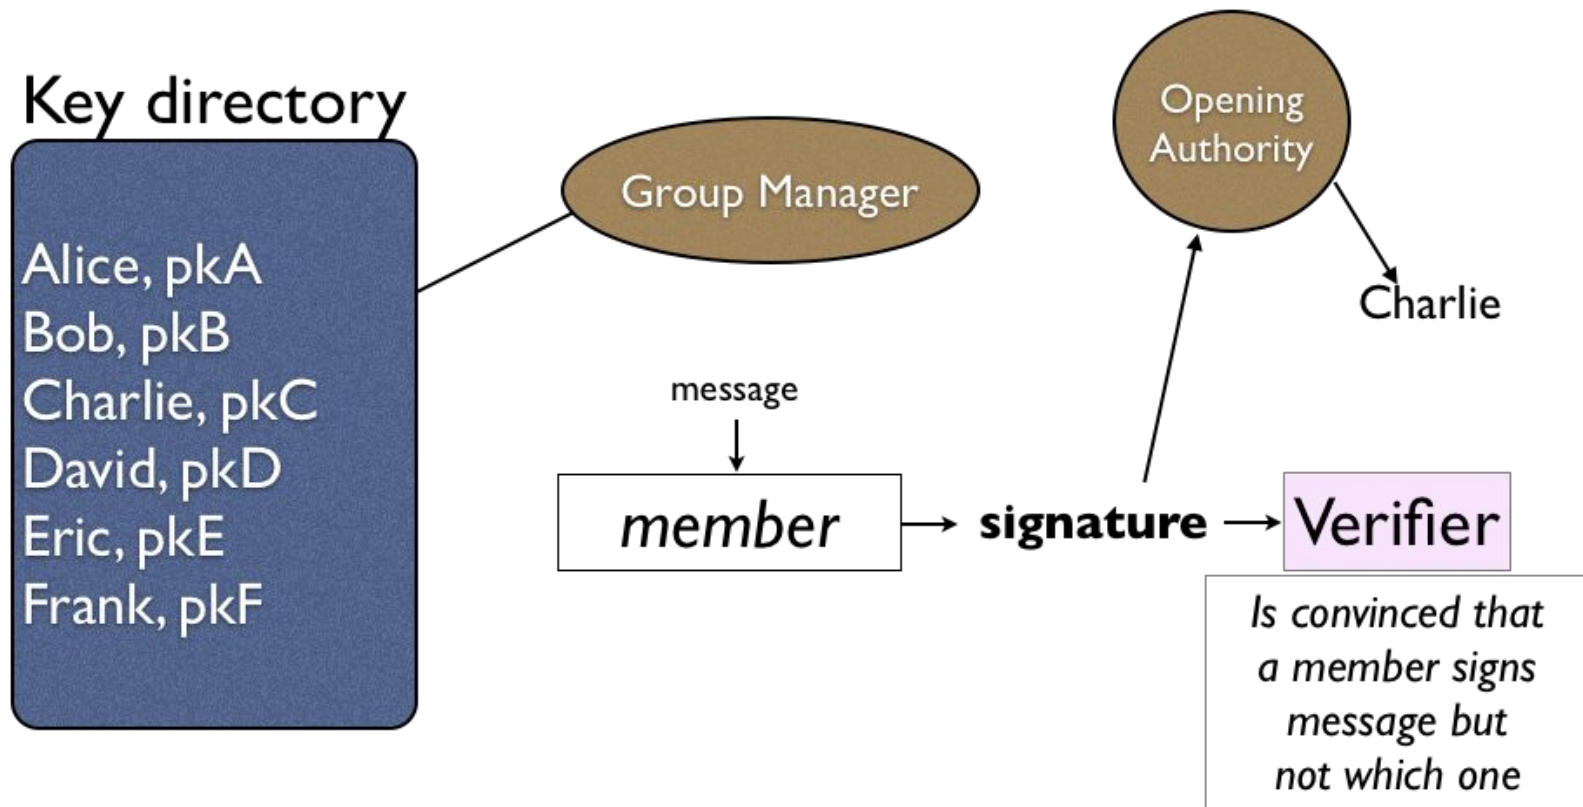 Key directory
Alice, pkA
Bob, pkB
Charlie, pkC
David, pkD
Eric, pkE
Frank, pkF
Group Manager
Opening
Authority
Charlie
message
member
signature
Verifier
Is convinced that
a member signs
message but
not which one